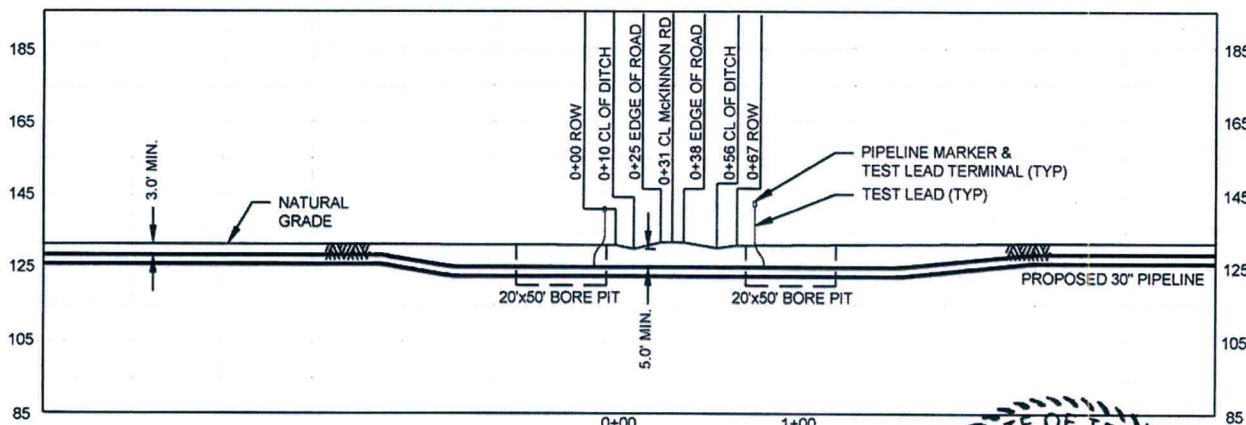 185
165
145
125
105
85
3.0' MIN.
NATURAL
GRADE
0+00 ROW
0+10 CL OF DITCH
0+25 EDGE OF ROAD
0+31 CL McKINNON RD
0+38 EDGE OF ROAD
0+56 CL OF DITCH
0+67 ROW
PIPELINE MARKER &
TEST LEAD TERMINAL (TYP)
TEST LEAD (TYP)
20'x50' BORE PIT
5.0' MIN.
20'x50' BORE PIT
PROPOSED 30" PIPELINE
185
165
145
125
105
85
0+00
1+00
OF